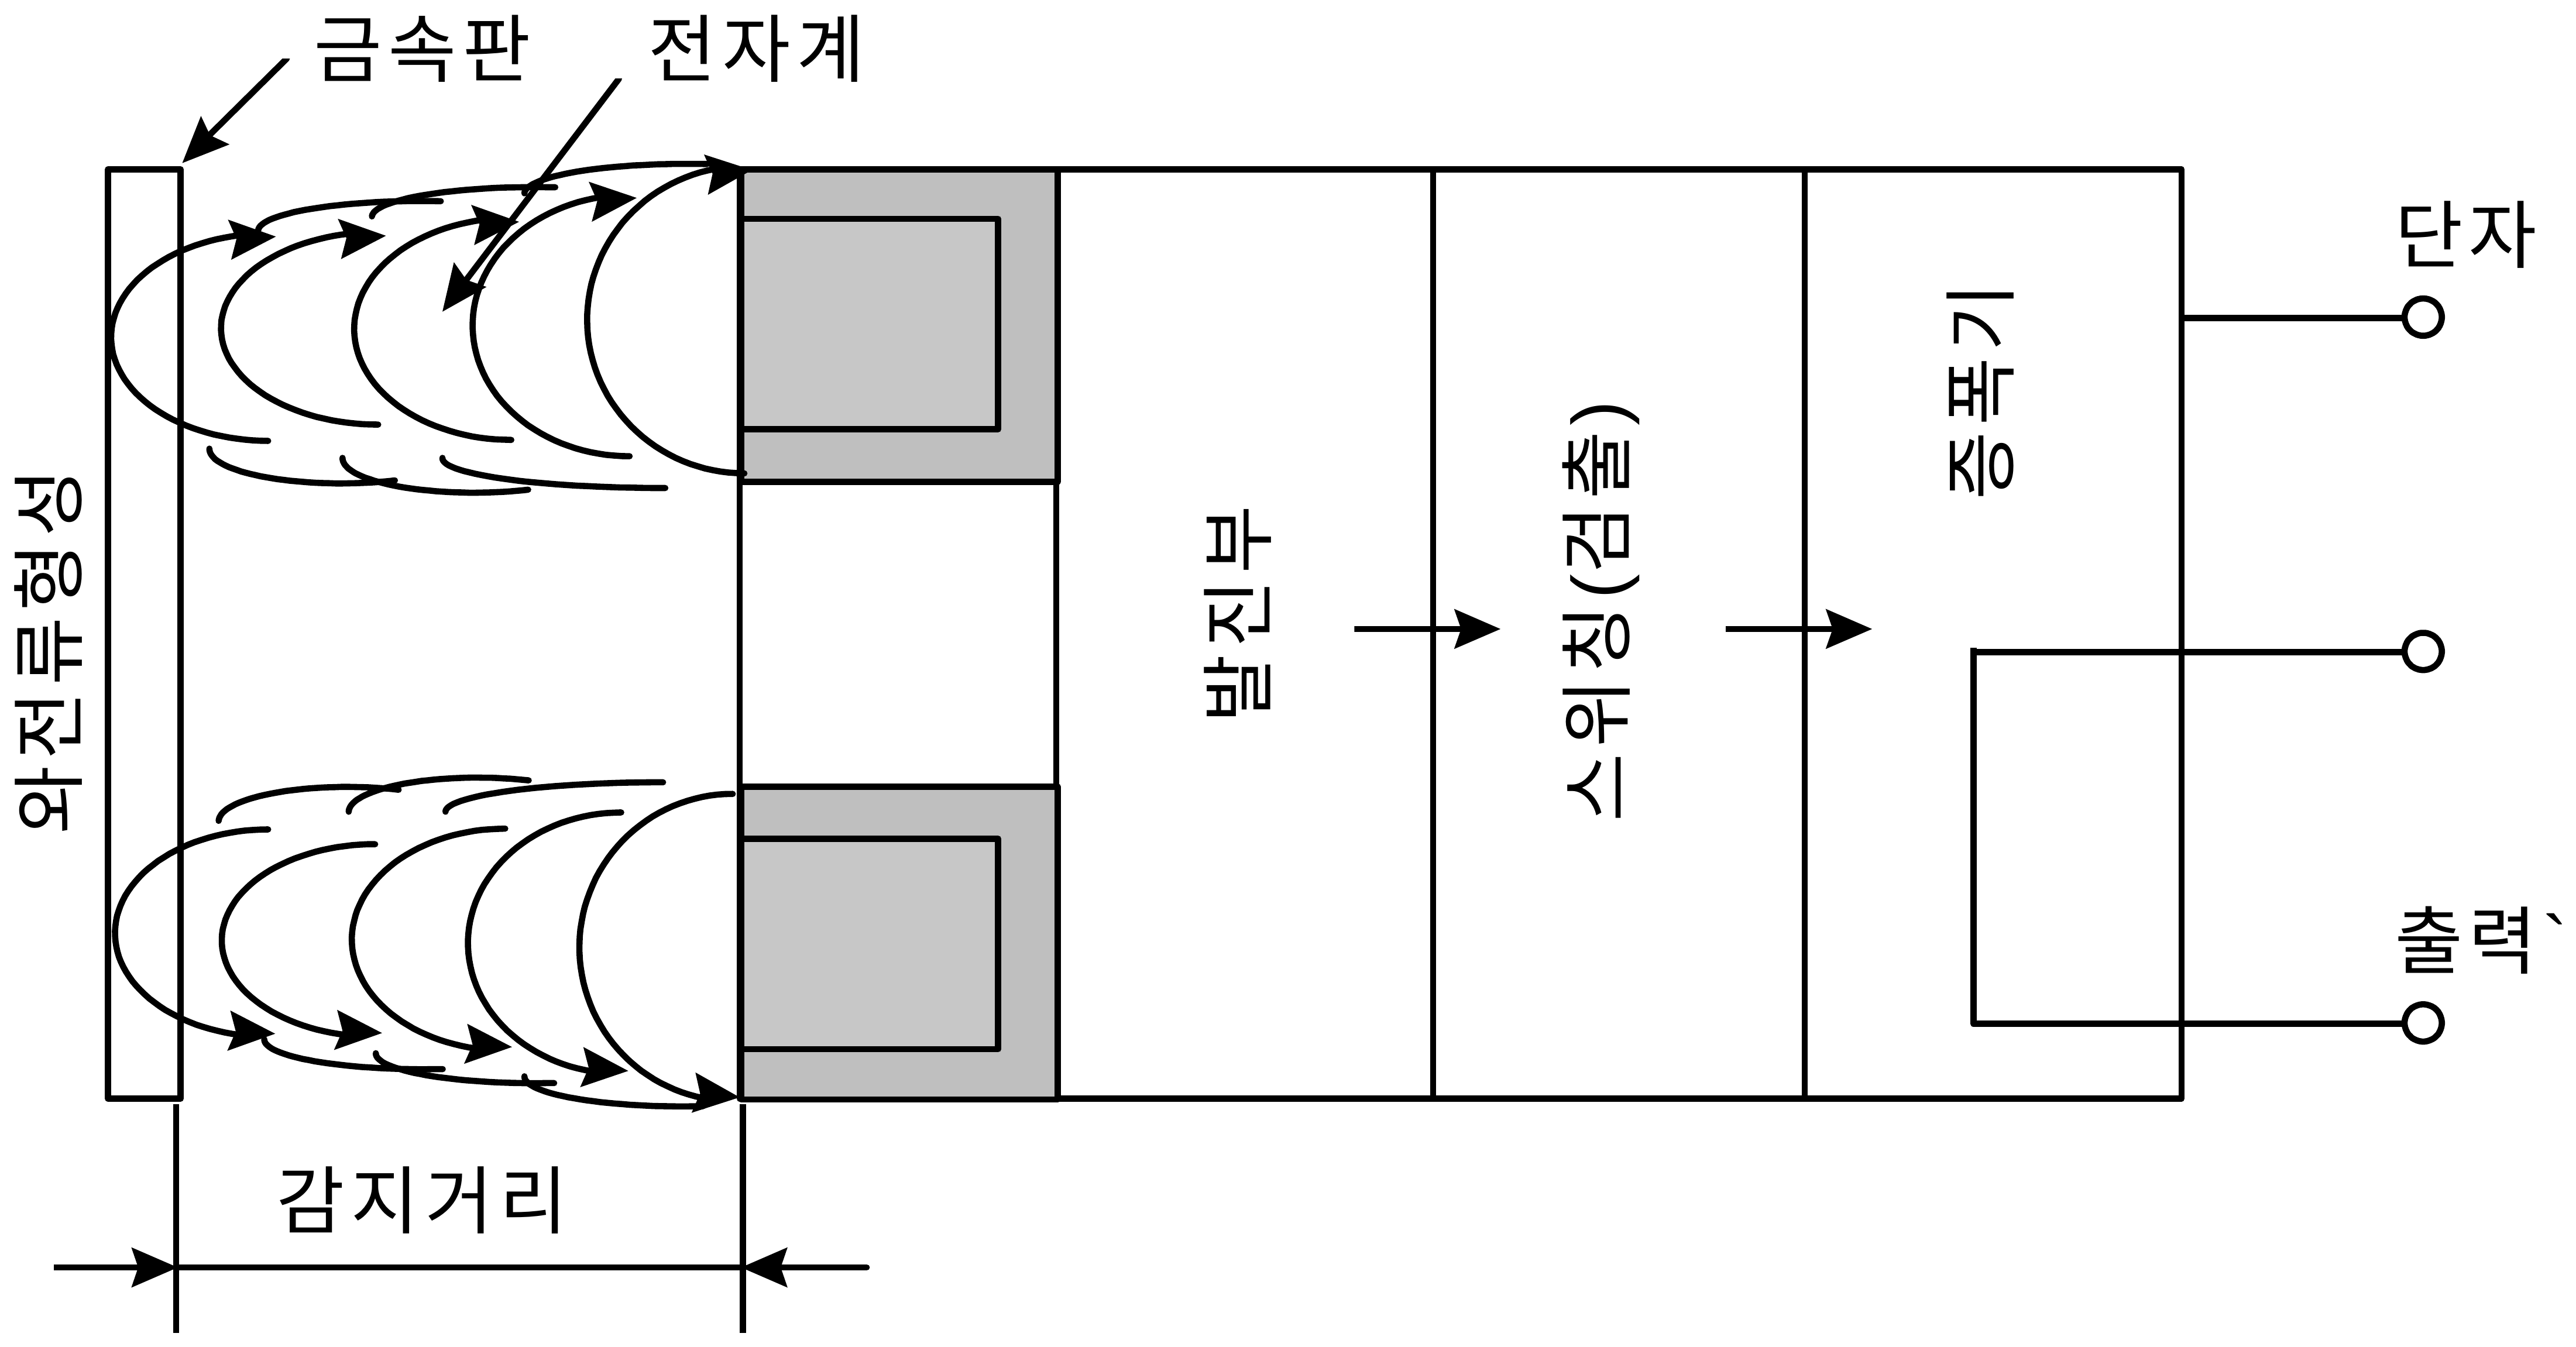 금속판
전자계
와전류형성
발진부
스위칭(검출)
증폭기
단자
출력`
감지거리